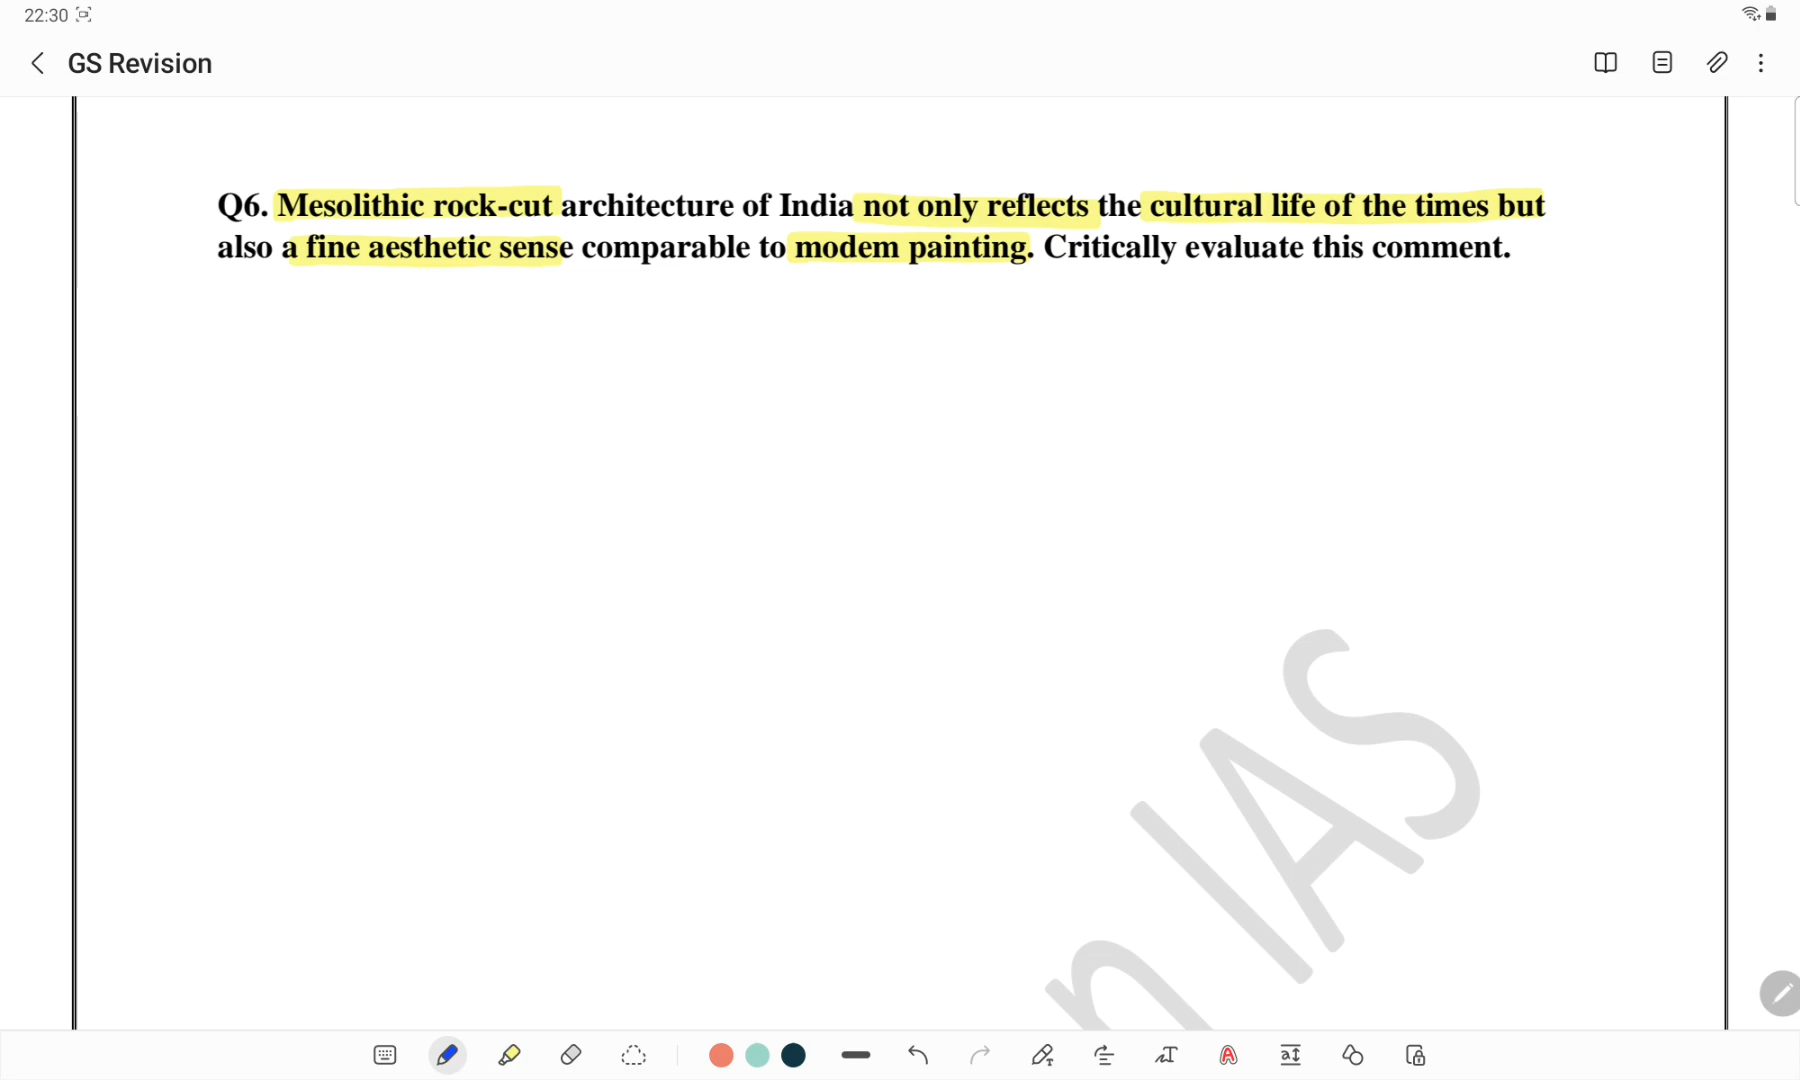 22:30
GS Revision
Q6. Mesolithic rock-cut architecture of India not only reflects the cultural life of the times but
also a fine aesthetic sense comparable to modem painting. Critically evaluate this comment.
n IAS